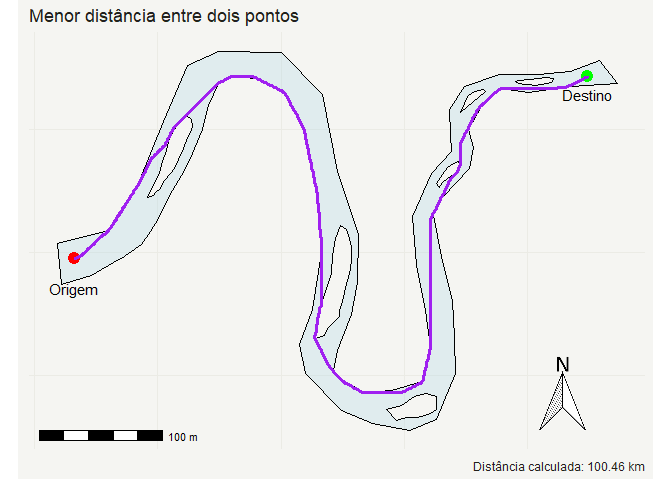 Menor distância entre dois pontos
Destino
Origem
N
100 m
Distância calculada: 100.46 km